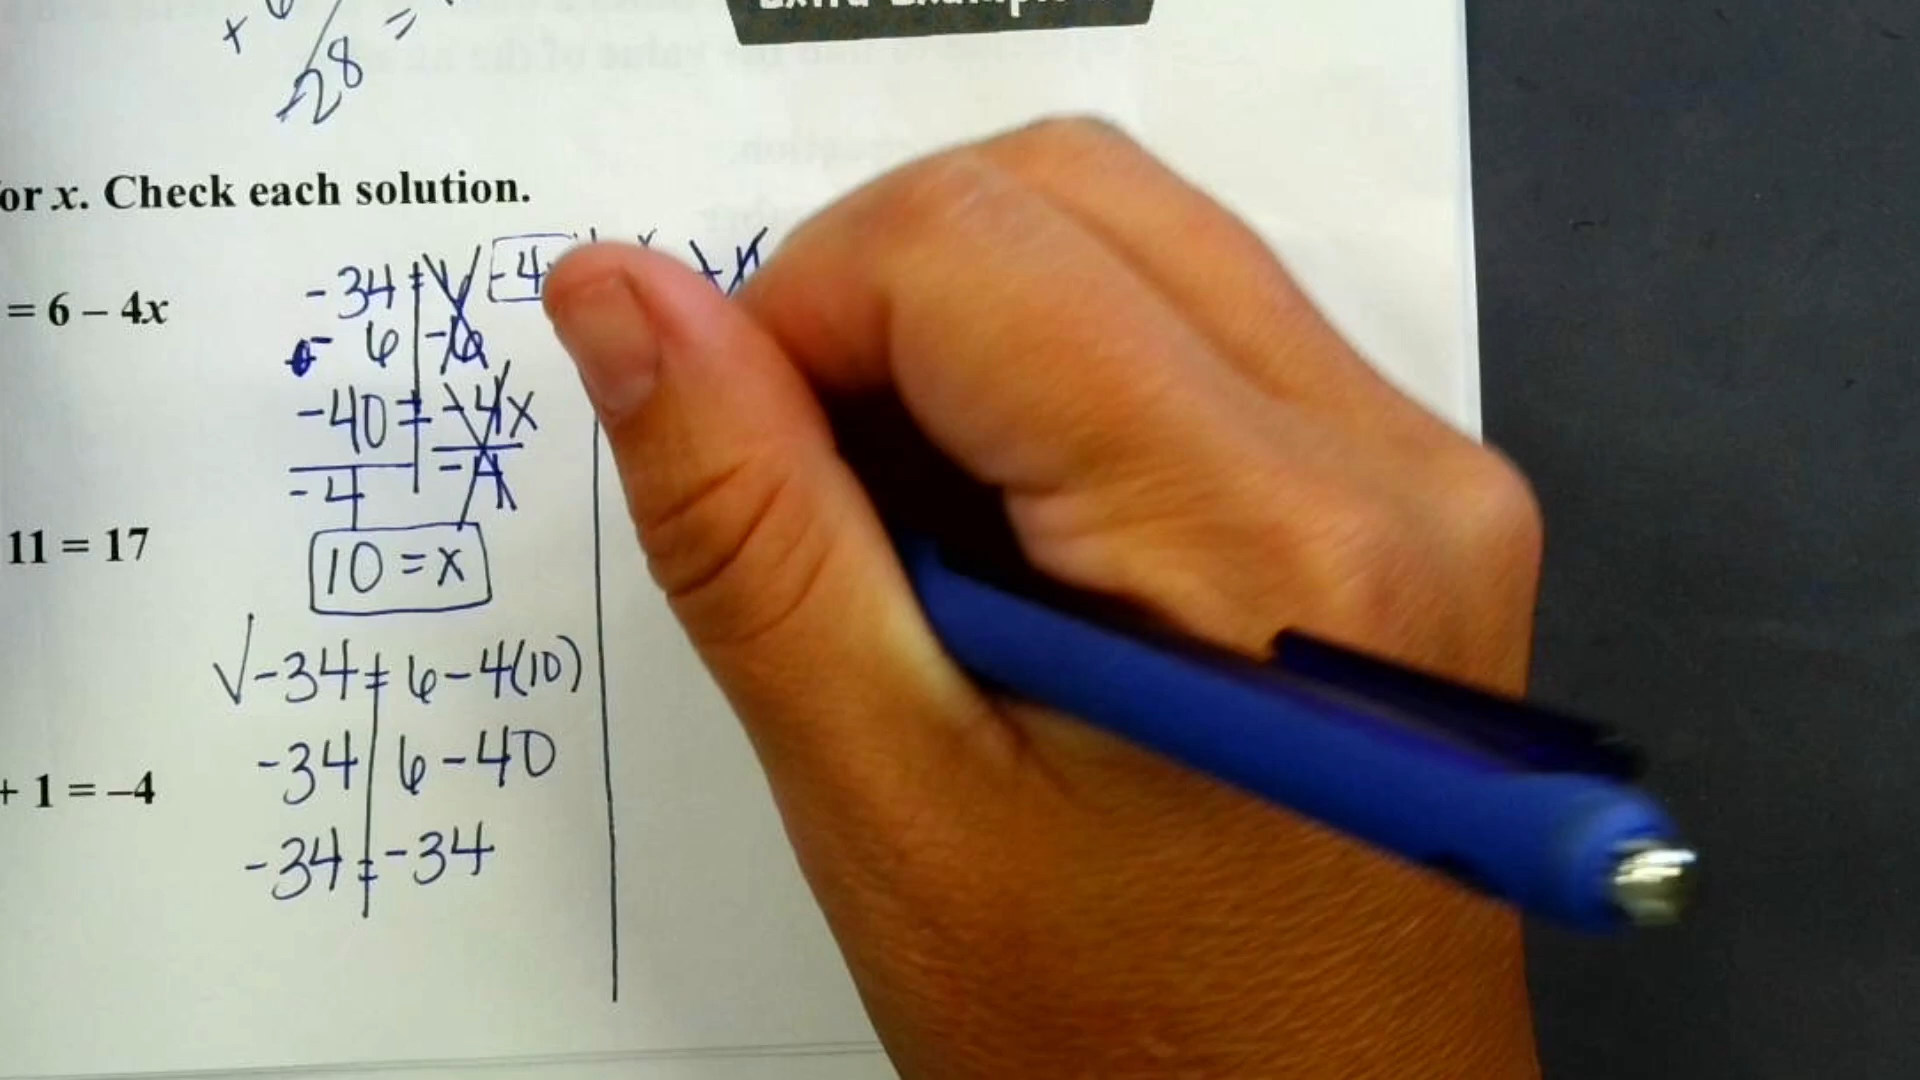 28 =
or x. Check each solution.
= 6 – 4x
-34 = 6 -4
- 6 -6
-40 = -4x
-4 -4
10 = x
11 = 17
√ -34 = 6-4(10)
-34 6-40
+ 1 = –4
-34 = -34